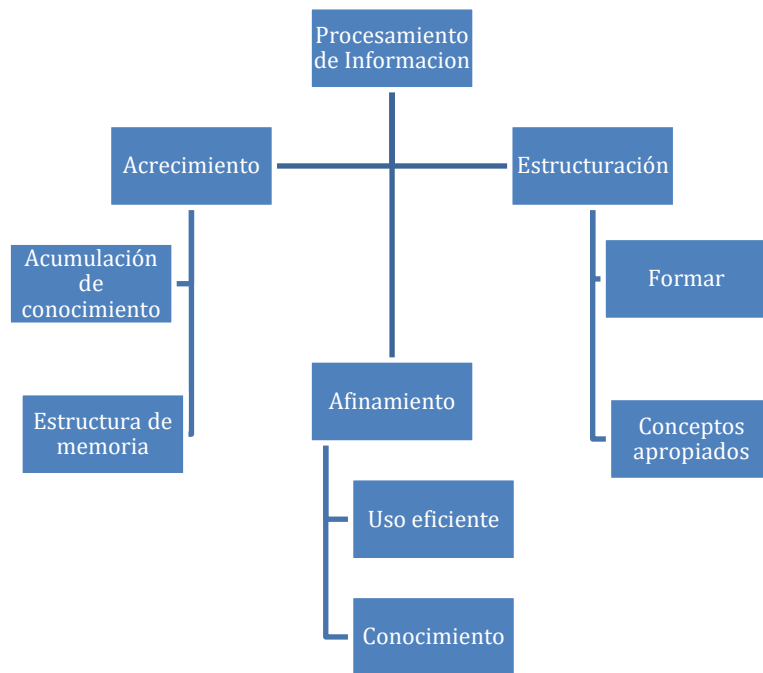 Procesamiento
de Informacion
Acrecimiento
Estructuración
Acumulación
de
conocimiento
Formar
Estructura de
memoria
Afinamiento
Conceptos
apropiados
Uso eficiente
Conocimiento